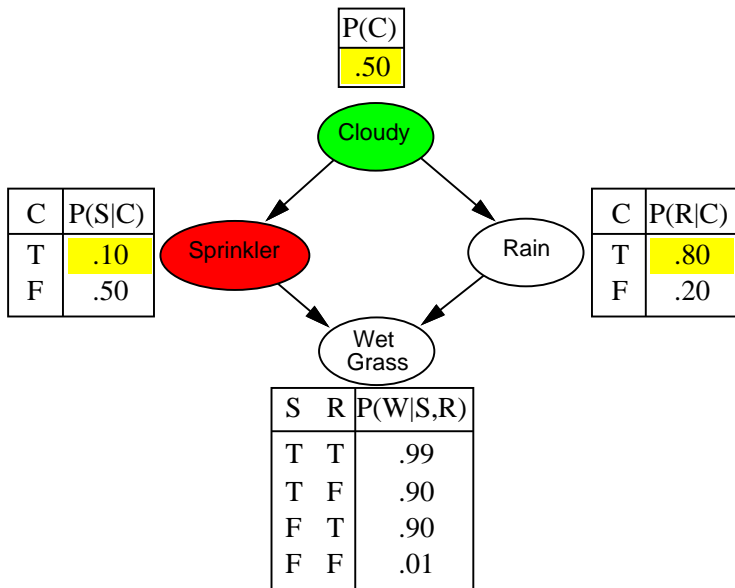 P(C)
.50
Cloudy
C P(S|C)
T .10
F .50
Sprinkler
Rain
C P(R|C)
T .80
F .20
Wet
Grass
S R P(W|S,R)
T T .99
T F .90
F T .90
F F .01